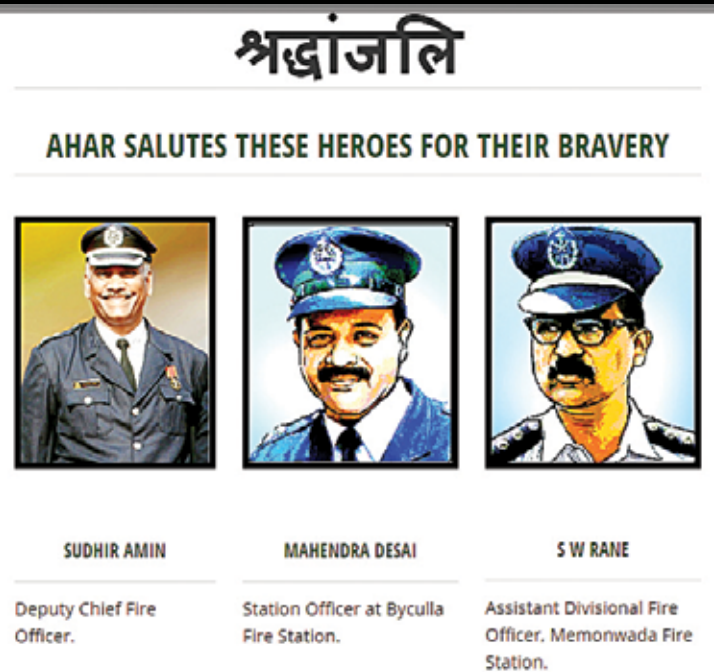 श्रद्धांजलि
AHAR SALUTES THESE HEROES FOR THEIR BRAVERY
SUDHIR AMIN
MAHENDRA DESAI
S W RANE
Deputy Chief Fire
Officer.
Station Officer at Byculla
Fire Station.
Assistant Divisional Fire
Officer, Memonwada Fire
Station.